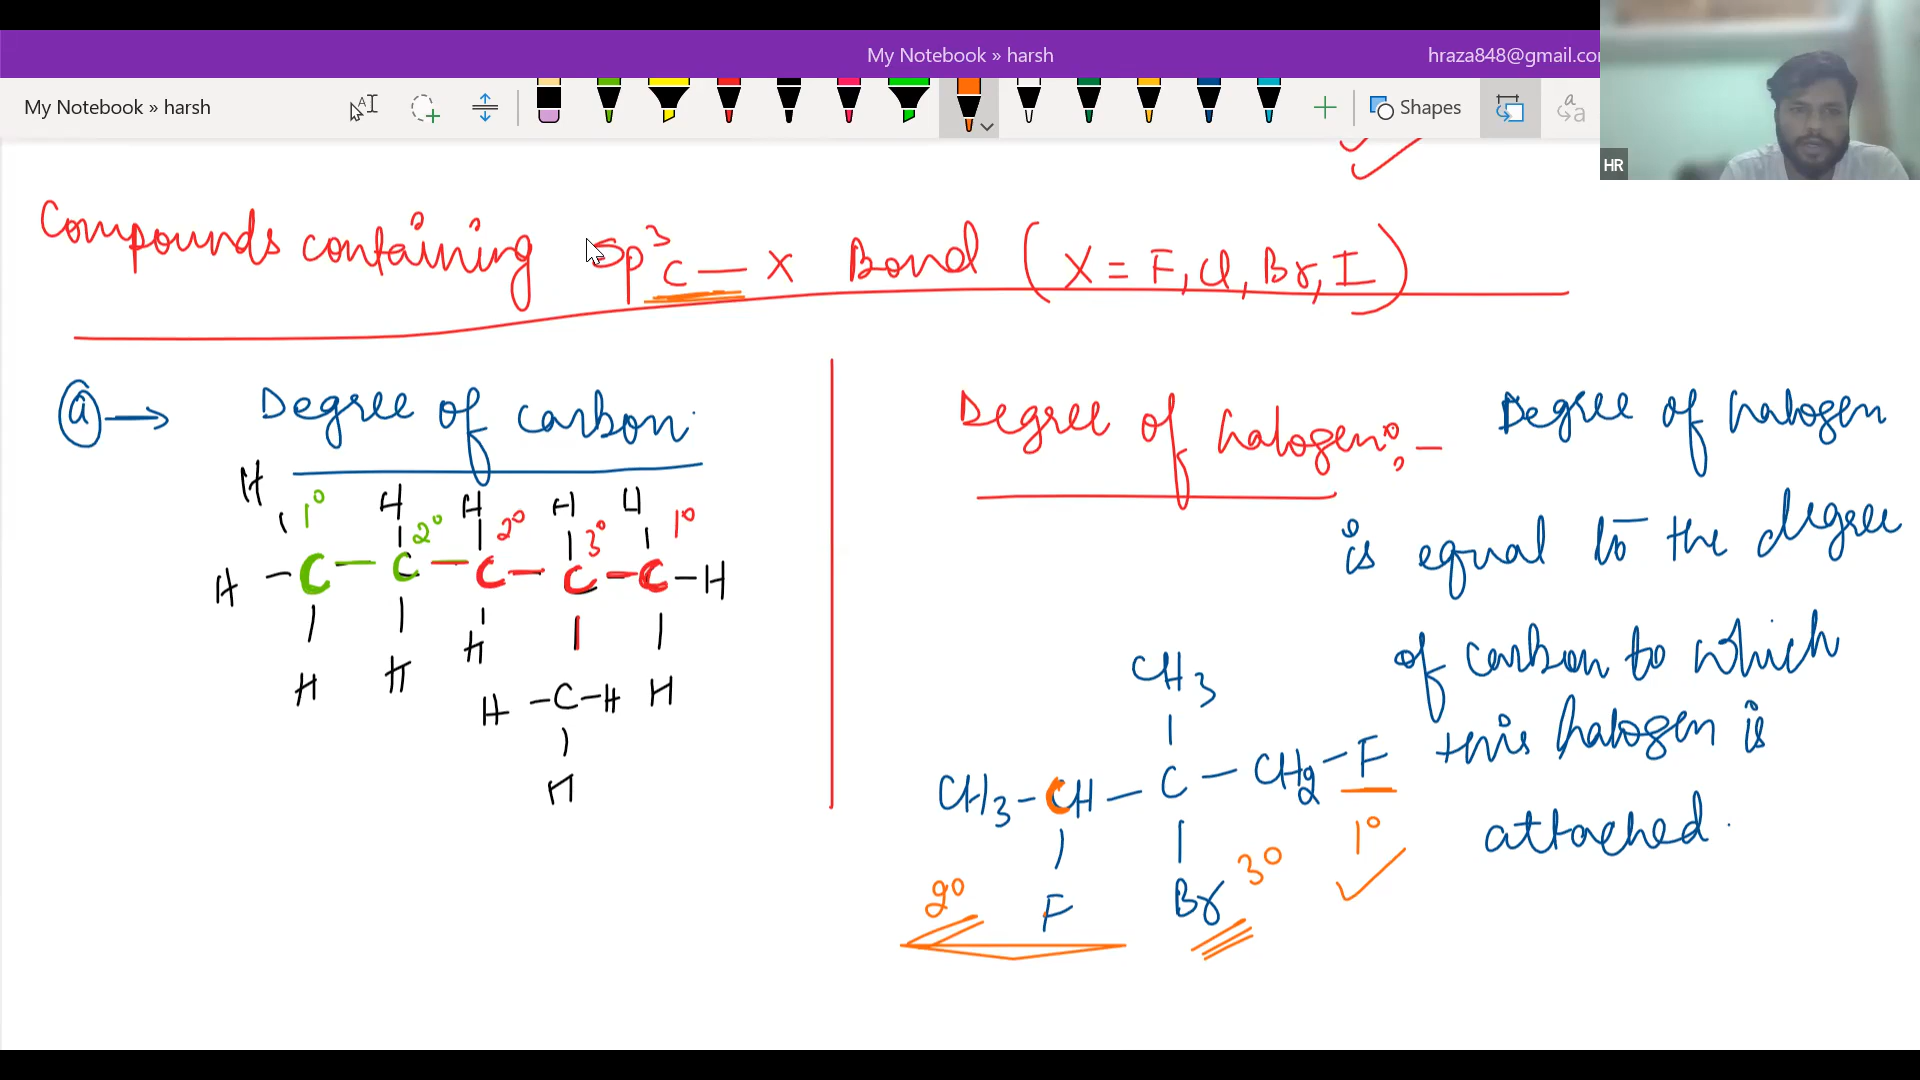 My Notebook » harsh
hraza848@gmail.co
My Notebook » harsh
Shapes
HR
Compounds containing Sp³ C — X Bond (X = F, Cl, Br, I)
a → Degree of carbon
Degree of halogen:-
Degree of halogen
is equal to the degree
of carbon to which
this halogen is
attached.
H 1° H 2° H 2° H 3° H 1°
H - C - C - C - C - C - H
H H H H - C - H H
H
CH3
CH3 - CH - C - CH2 - F
F Br
2° 3° 1°